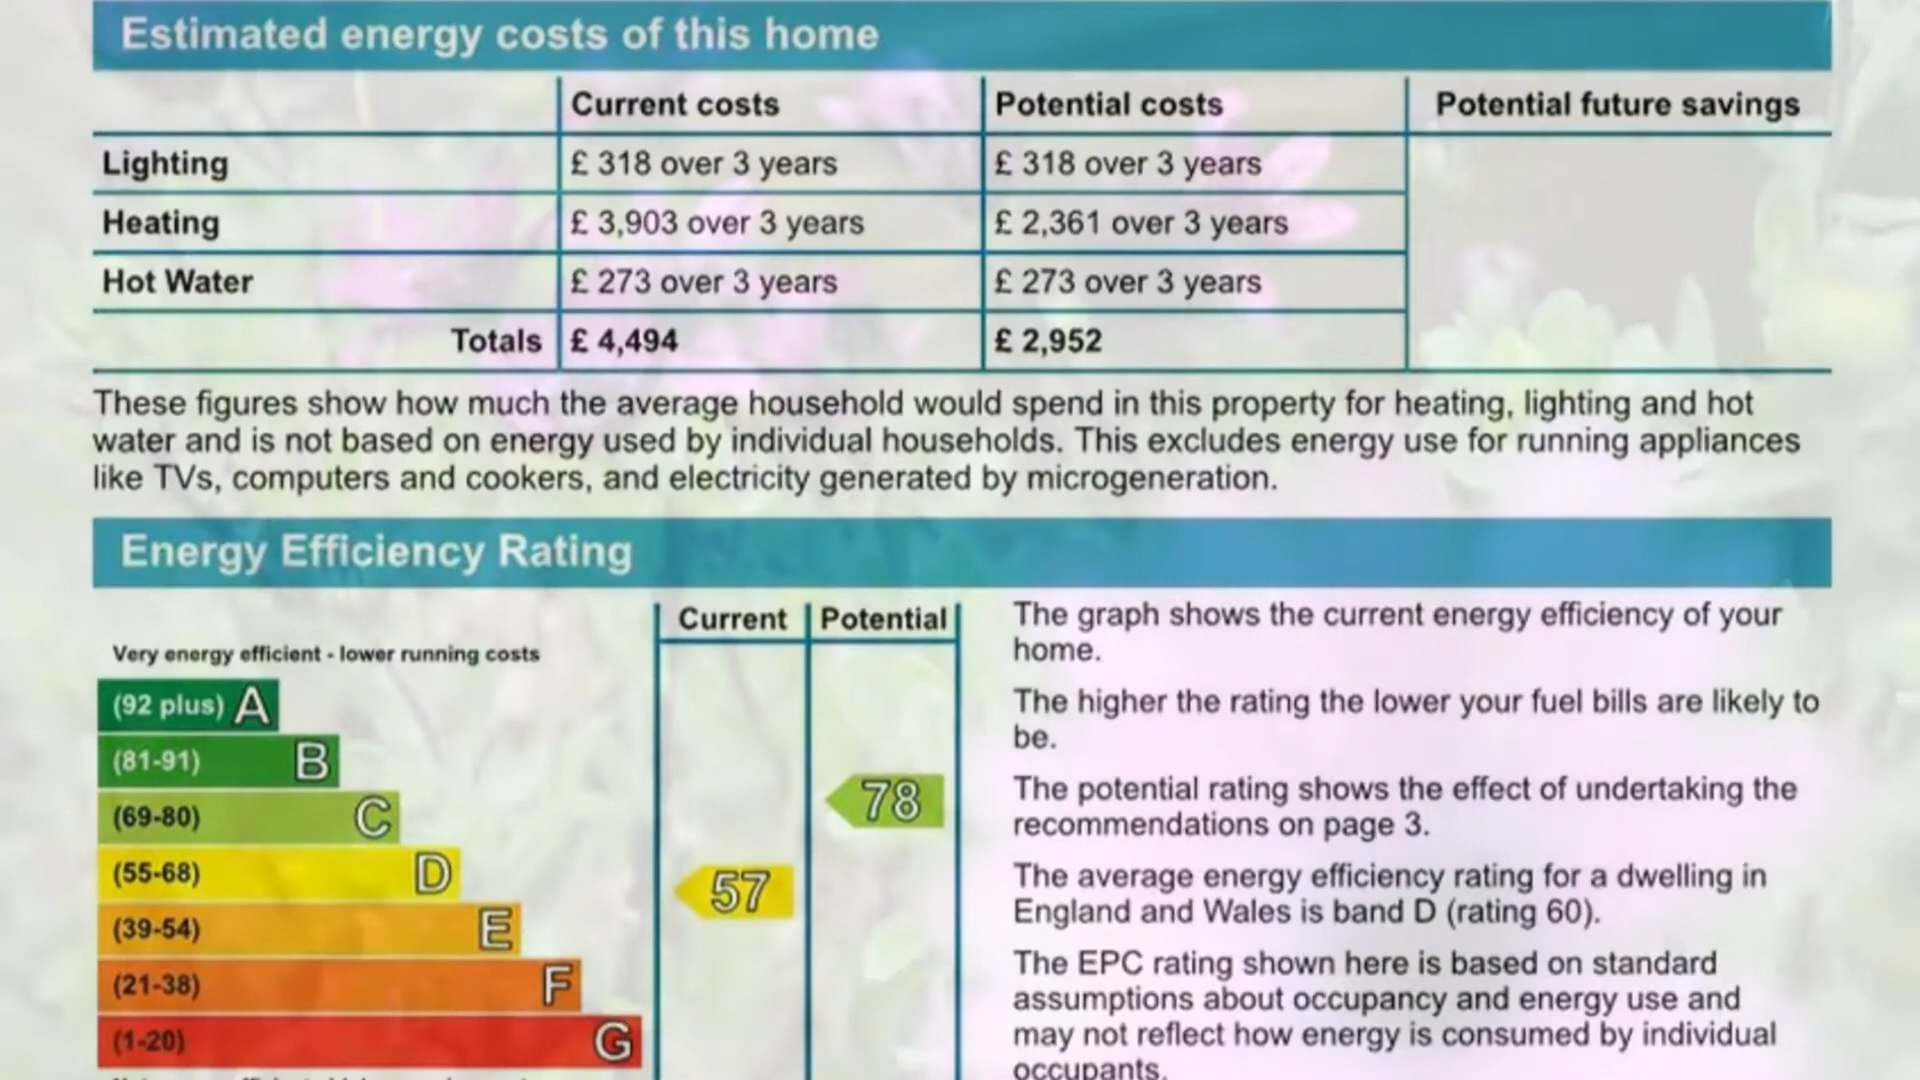 Estimated energy costs of this home
Current costs Potential costs Potential future savings
Lighting £ 318 over 3 years £ 318 over 3 years
Heating £ 3,903 over 3 years £ 2,361 over 3 years
Hot Water £ 273 over 3 years £ 273 over 3 years
Totals £ 4,494 £ 2,952
These figures show how much the average household would spend in this property for heating, lighting and hot
water and is not based on energy used by individual households. This excludes energy use for running appliances
like TVs, computers and cookers, and electricity generated by microgeneration.
Energy Efficiency Rating
Current Potential
Very energy efficient - lower running costs
(92 plus) A
(81-91) B
(69-80) C
(55-68) D
(39-54) E
(21-38) F
(1-20) G
78
57
The graph shows the current energy efficiency of your
home.
The higher the rating the lower your fuel bills are likely to
be.
The potential rating shows the effect of undertaking the
recommendations on page 3.
The average energy efficiency rating for a dwelling in
England and Wales is band D (rating 60).
The EPC rating shown here is based on standard
assumptions about occupancy and energy use and
may not reflect how energy is consumed by individual
occupants.